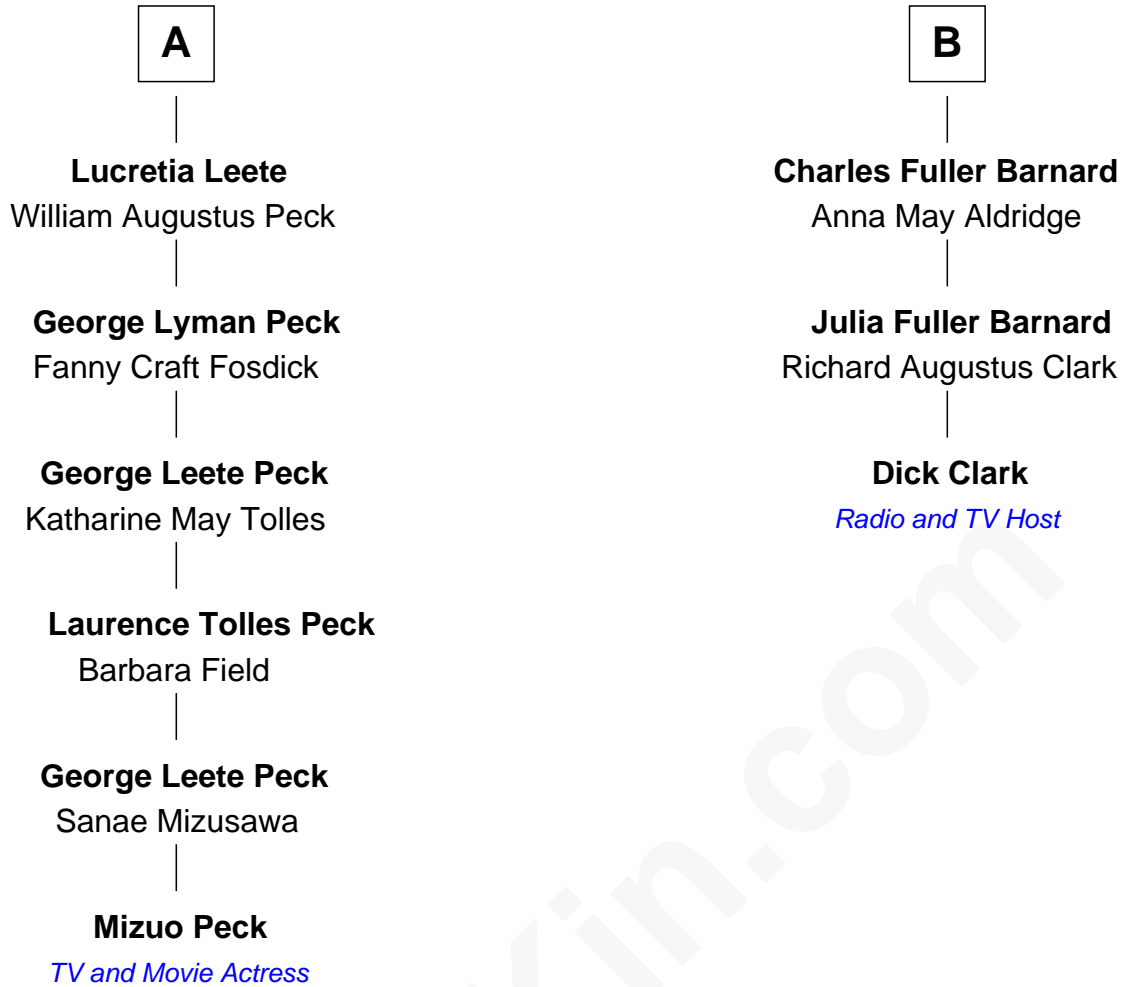 A
Lucretia Leete
William Augustus Peck
George Lyman Peck
Fanny Craft Fosdick
George Leete Peck
Katharine May Tolles
Laurence Tolles Peck
Barbara Field
George Leete Peck
Sanae Mizusawa
Mizuo Peck
TV and Movie Actress
B
Charles Fuller Barnard
Anna May Aldridge
Julia Fuller Barnard
Richard Augustus Clark
Dick Clark
Radio and TV Host
Kin.com